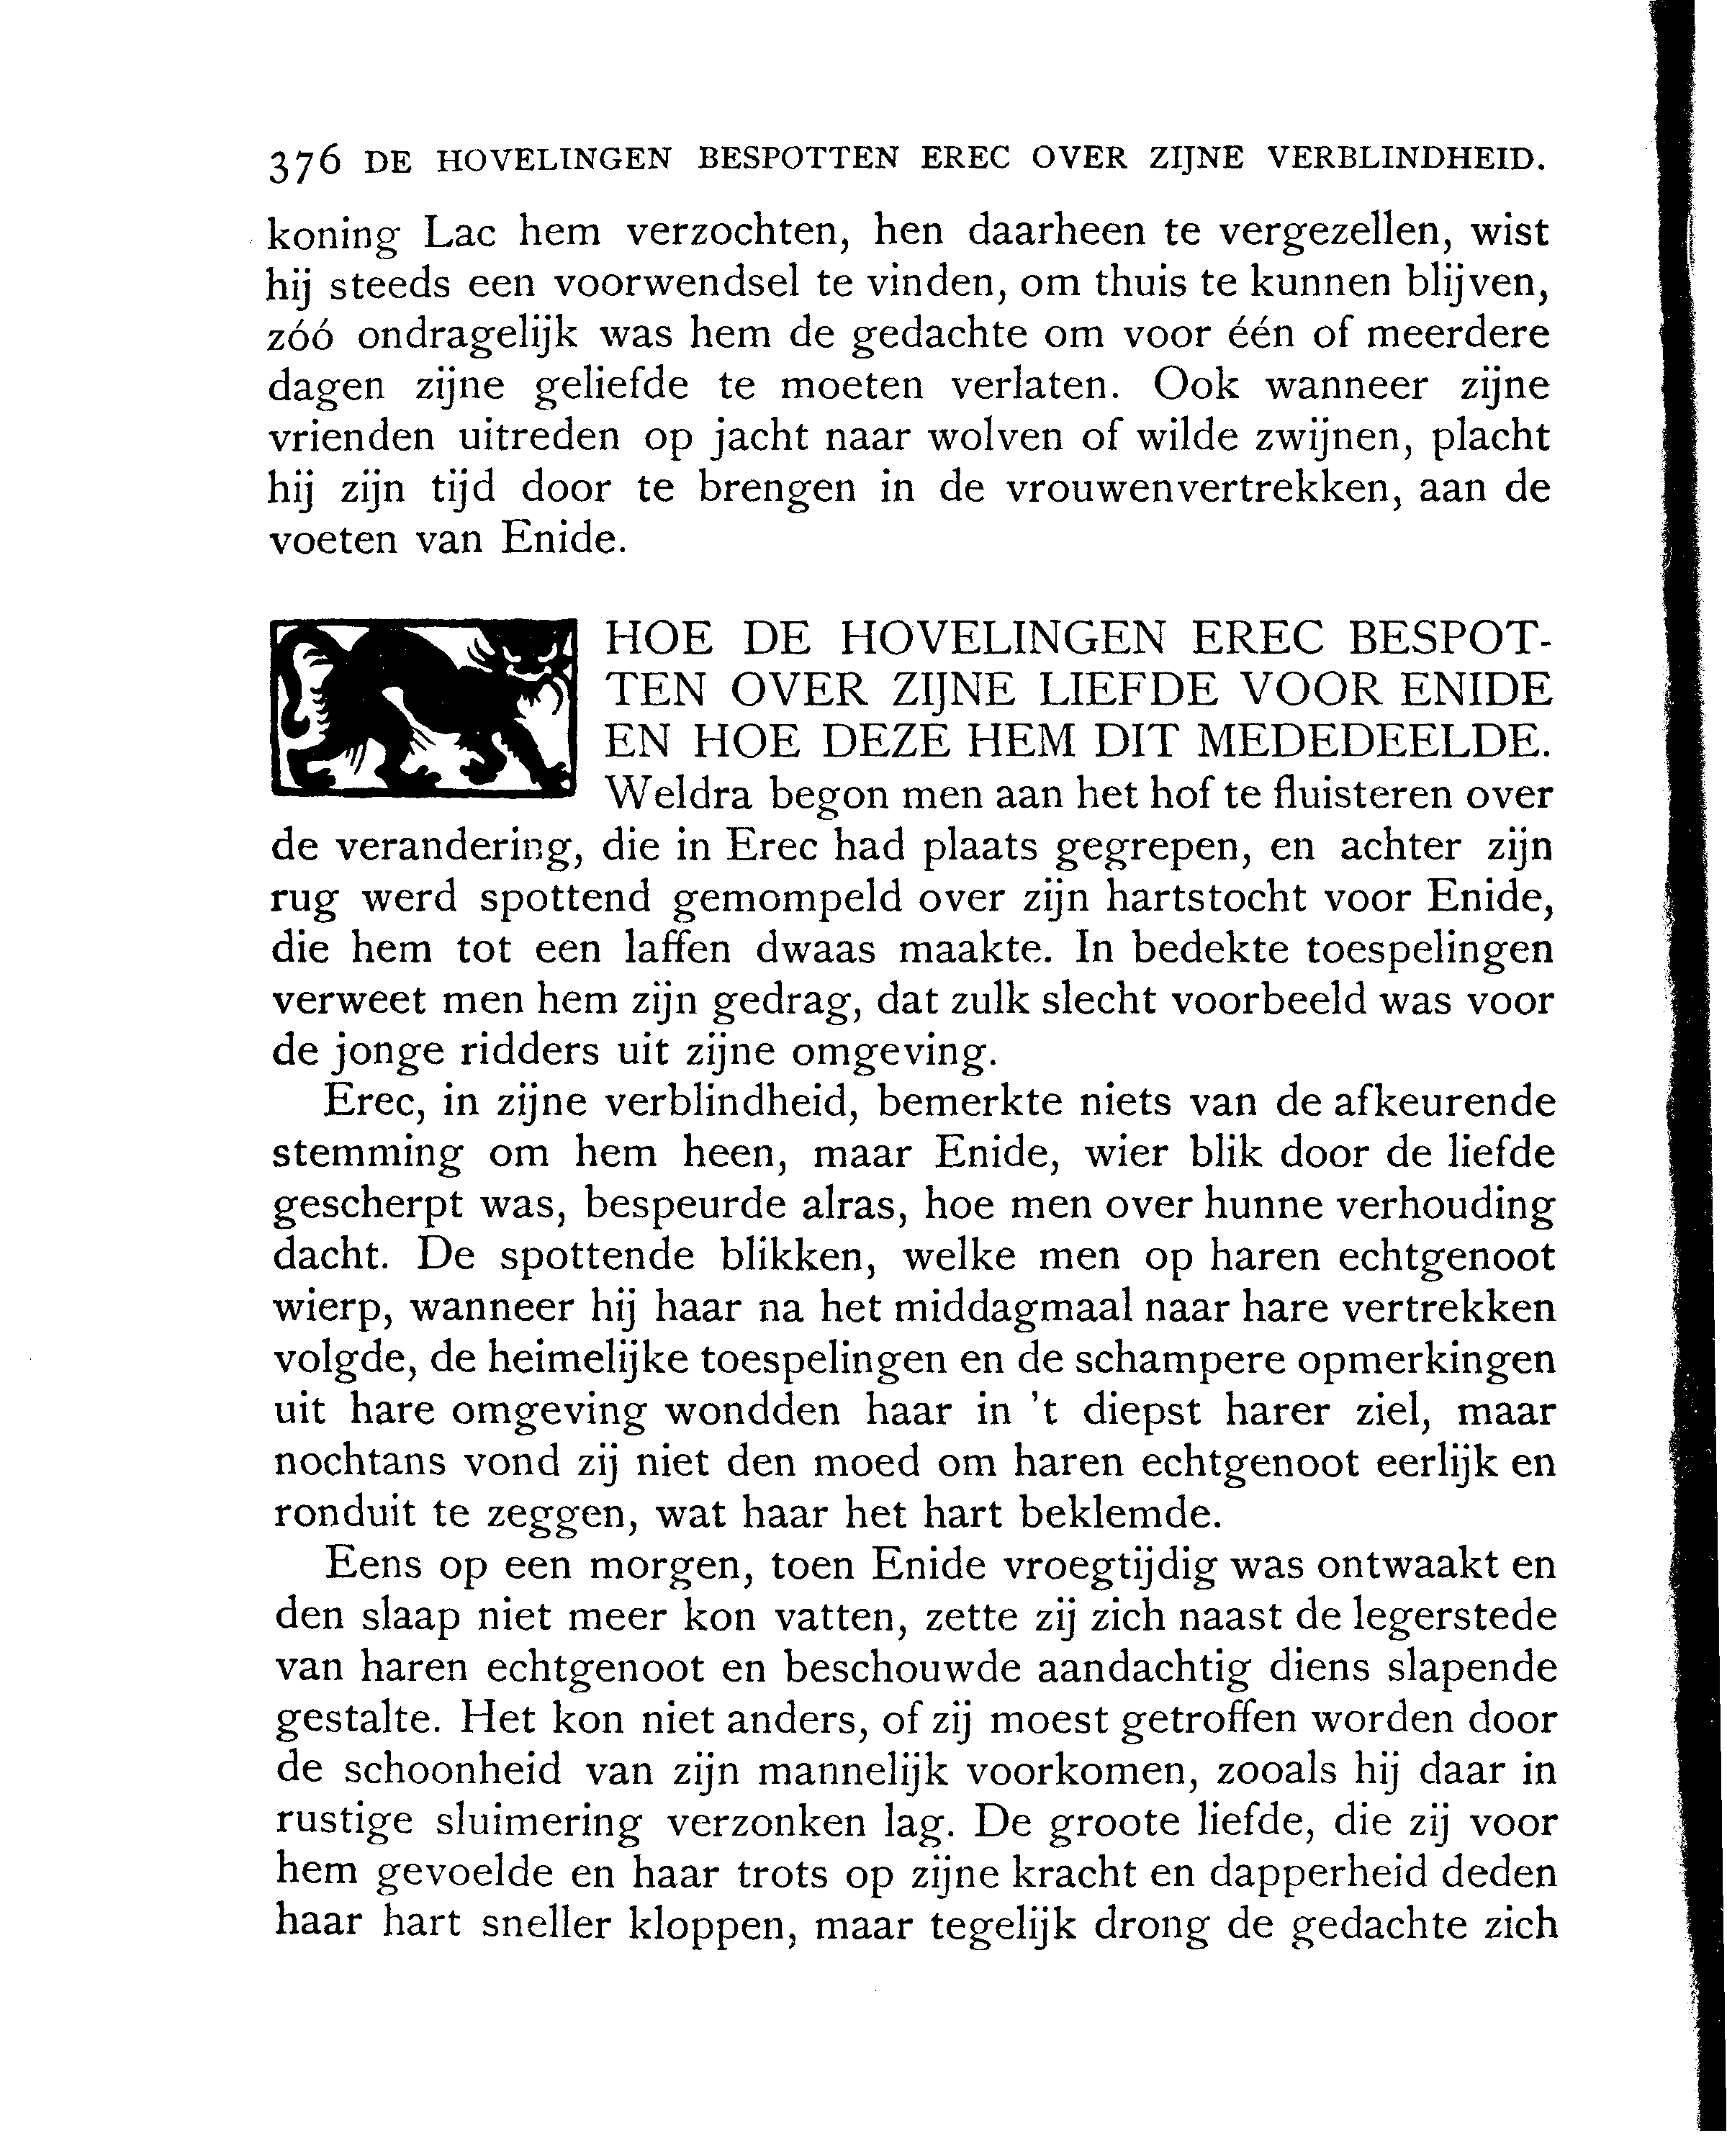 376 DE HOVELINGEN BESPOTTEN EREC OVER ZIJNE VERBLINDHEID.
koning Lac hem verzochten, hen daarheen te vergezellen, wist
hij steeds een voorwendsel te vinden, om thuis te kunnen blijven,
zóó ondragelijk was hem de gedachte om voor één of meerdere
dagen zijne geliefde te moeten verlaten. Ook wanneer zijne
vrienden uitreden op jacht naar wolven of wilde zwijnen, placht
hij zijn tijd door te brengen in de vrouwenvertrekken, aan de
voeten van Enide.
HOE DE HOVELINGEN EREC BESPOT-
TEN OVER ZIJNE LIEFDE VOOR ENIDE
EN HOE DEZE HEM DIT MEDEDEELDE.
Weldra begon men aan het hof te fluisteren over
de verandering, die in Erec had plaats gegrepen, en achter zijn
rug werd spottend gemompeld over zijn hartstocht voor Enide,
die hem tot een laffen dwaas maakte. In bedekte toespelingen
verweet men hem zijn gedrag, dat zulk slecht voorbeeld was voor
de jonge ridders uit zijne omgeving.
Erec, in zijne verblindheid, bemerkte niets van de afkeurende
stemming om hem heen, maar Enide, wier blik door de liefde
gescherpt was, bespeurde alras, hoe men over hunne verhouding
dacht. De spottende blikken, welke men op haren echtgenoot
wierp, wanneer hij haar na het middagmaal naar hare vertrekken
volgde, de heimelijke toespelingen en de schampere opmerkingen
uit hare omgeving wondden haar in 't diepst harer ziel, maar
nochtans vond zij niet den moed om haren echtgenoot eerlijk en
ronduit te zeggen, wat haar het hart beklemde.
Eens op een morgen, toen Enide vroegtijdig was ontwaakt en
den slaap niet meer kon vatten, zette zij zich naast de legerstede
van haren echtgenoot en beschouwde aandachtig diens slapende
gestalte. Het kon niet anders, of zij moest getroffen worden door
de schoonheid van zijn mannelijk voorkomen, zooals hij daar in
rustige sluimering verzonken lag. De groote liefde, die zij voor
hem gevoelde en haar trots op zijne kracht en dapperheid deden
haar hart sneller kloppen, maar tegelijk drong de gedachte zich